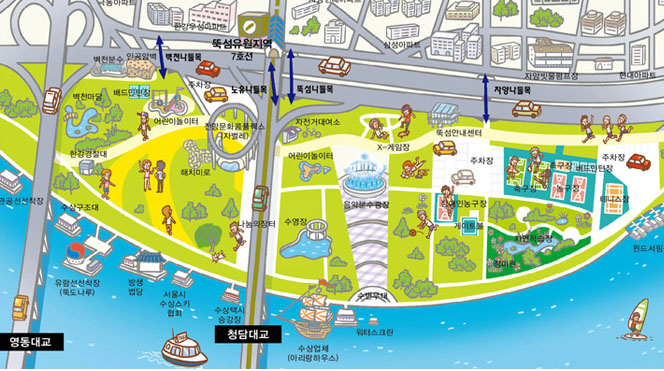 한강우성아파트
뚝섬유원지역
7호선
삼성아파트
자양빗물펌프장
현대아파트
벽천분수
인공암벽
벽천나들목
주차장
노유나들목
뚝섬나들목
자양나들목
벽천마당
배드민턴장
어린이놀이터
전망문화콤플렉스
(자벌레)
자전거대여소
X-게임장
뚝섬안내센터
한강경찰대
해치미로
어린이놀이터
주차장
족구장
배드민턴장
주차장
농구장
테니스장
관공선선착장
수상구조대
나눔의장터
수영장
음악분수광장
장애인농구장
게이트볼
자연학습장
장미원
윈드서핑
유람선선착장
(뚝도나루)
방생
법당
서울시
수상스키
협회
수상택시
승강장
수변무대
워터스크린
수상업체
(아리랑하우스)
영동대교
청담대교